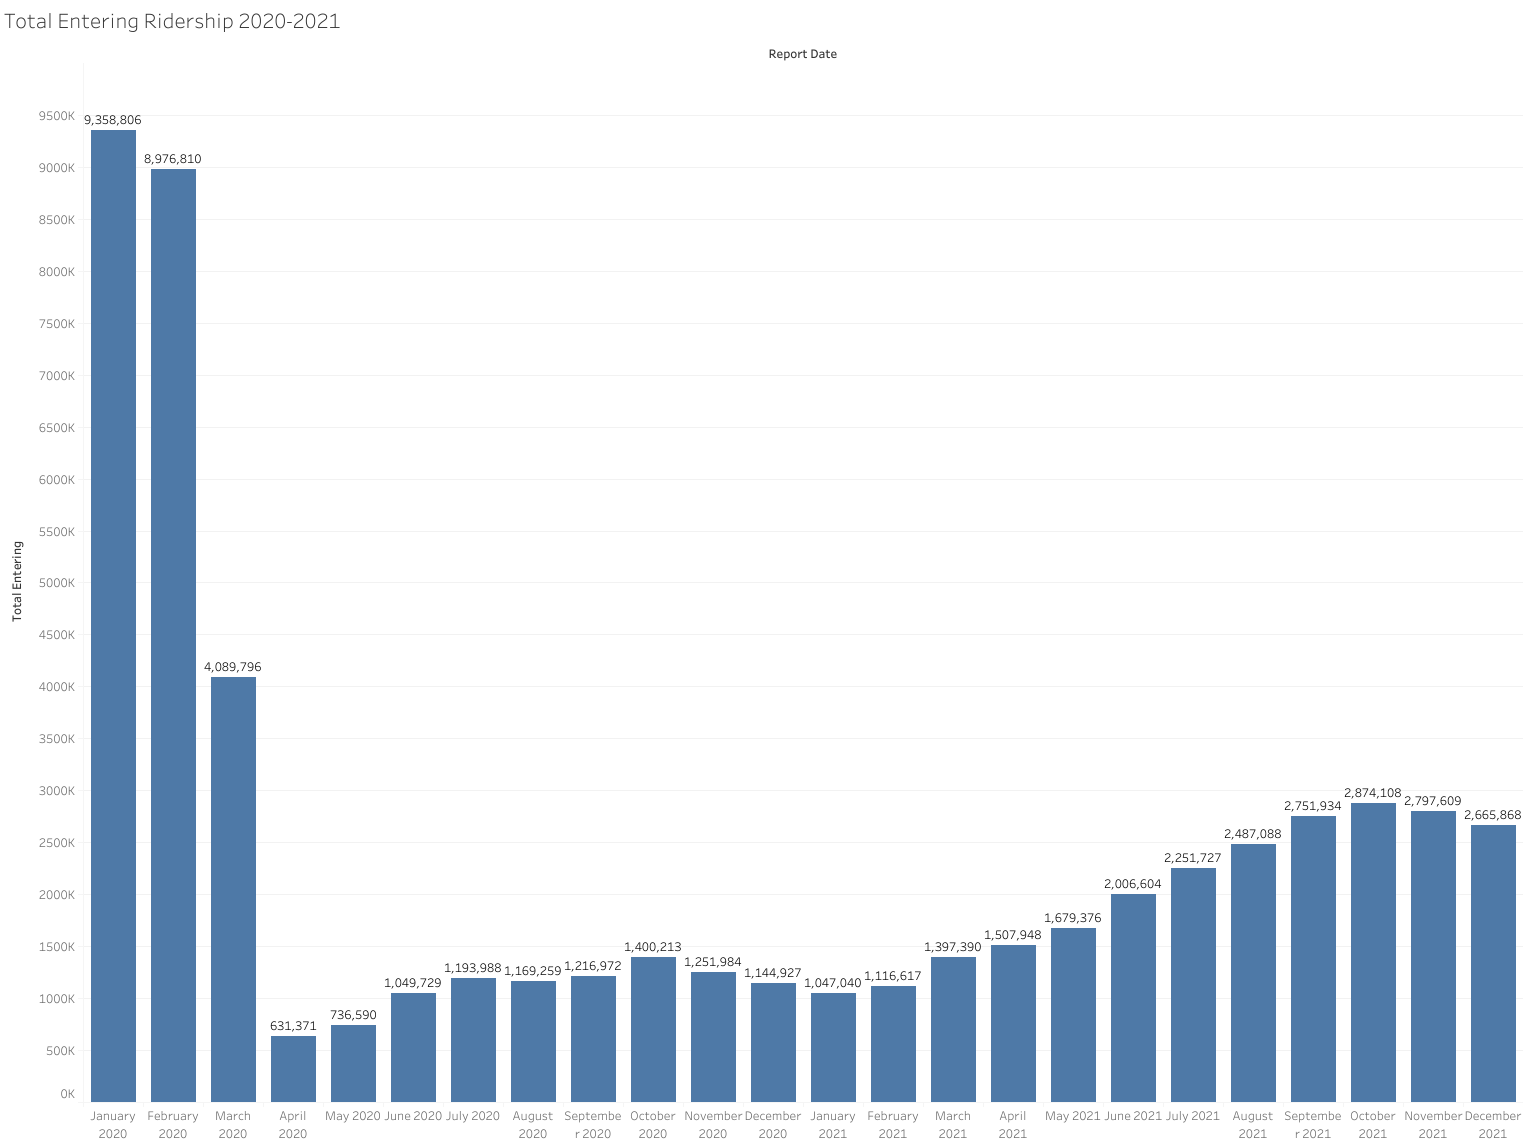 Total Entering Ridership 2020-2021
Report Date
Total Entering
9500K
9000K
8500K
8000K
7500K
7000K
6500K
6000K
5500K
5000K
4500K
4000K
3500K
3000K
2500K
2000K
1500K
1000K
500K
0K
9,358,806
8,976,810
4,089,796
631,371
736,590
1,049,729
1,193,988
1,169,259
1,216,972
1,400,213
1,251,984
1,144,927
1,047,040
1,116,617
1,397,390
1,507,948
1,679,376
2,006,604
2,251,727
2,487,088
2,751,934
2,874,108
2,797,609
2,665,868
January
2020
February
2020
March
2020
April
2020
May 2020
June 2020
July 2020
August
2020
Septembe
r 2020
October
2020
November
2020
December
2020
January
2021
February
2021
March
2021
April
2021
May 2021
June 2021
July 2021
August
2021
Septembe
r 2021
October
2021
November
2021
December
2021